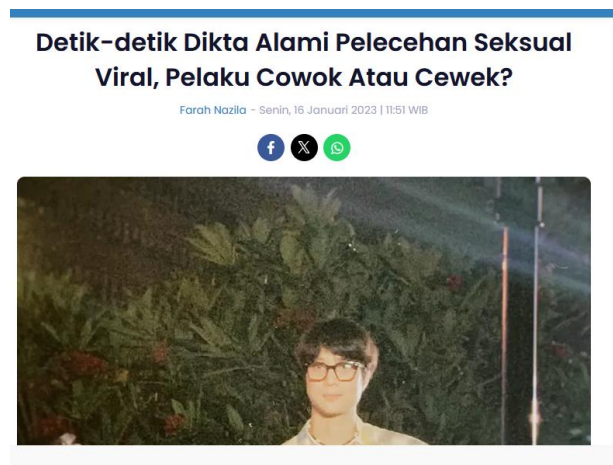 Detik-detik Dikta Alami Pelecehan Seksual
Viral, Pelaku Cowok Atau Cewek?
Farah Nazila - Senin, 16 Januari 2023 | 11:51 WIB